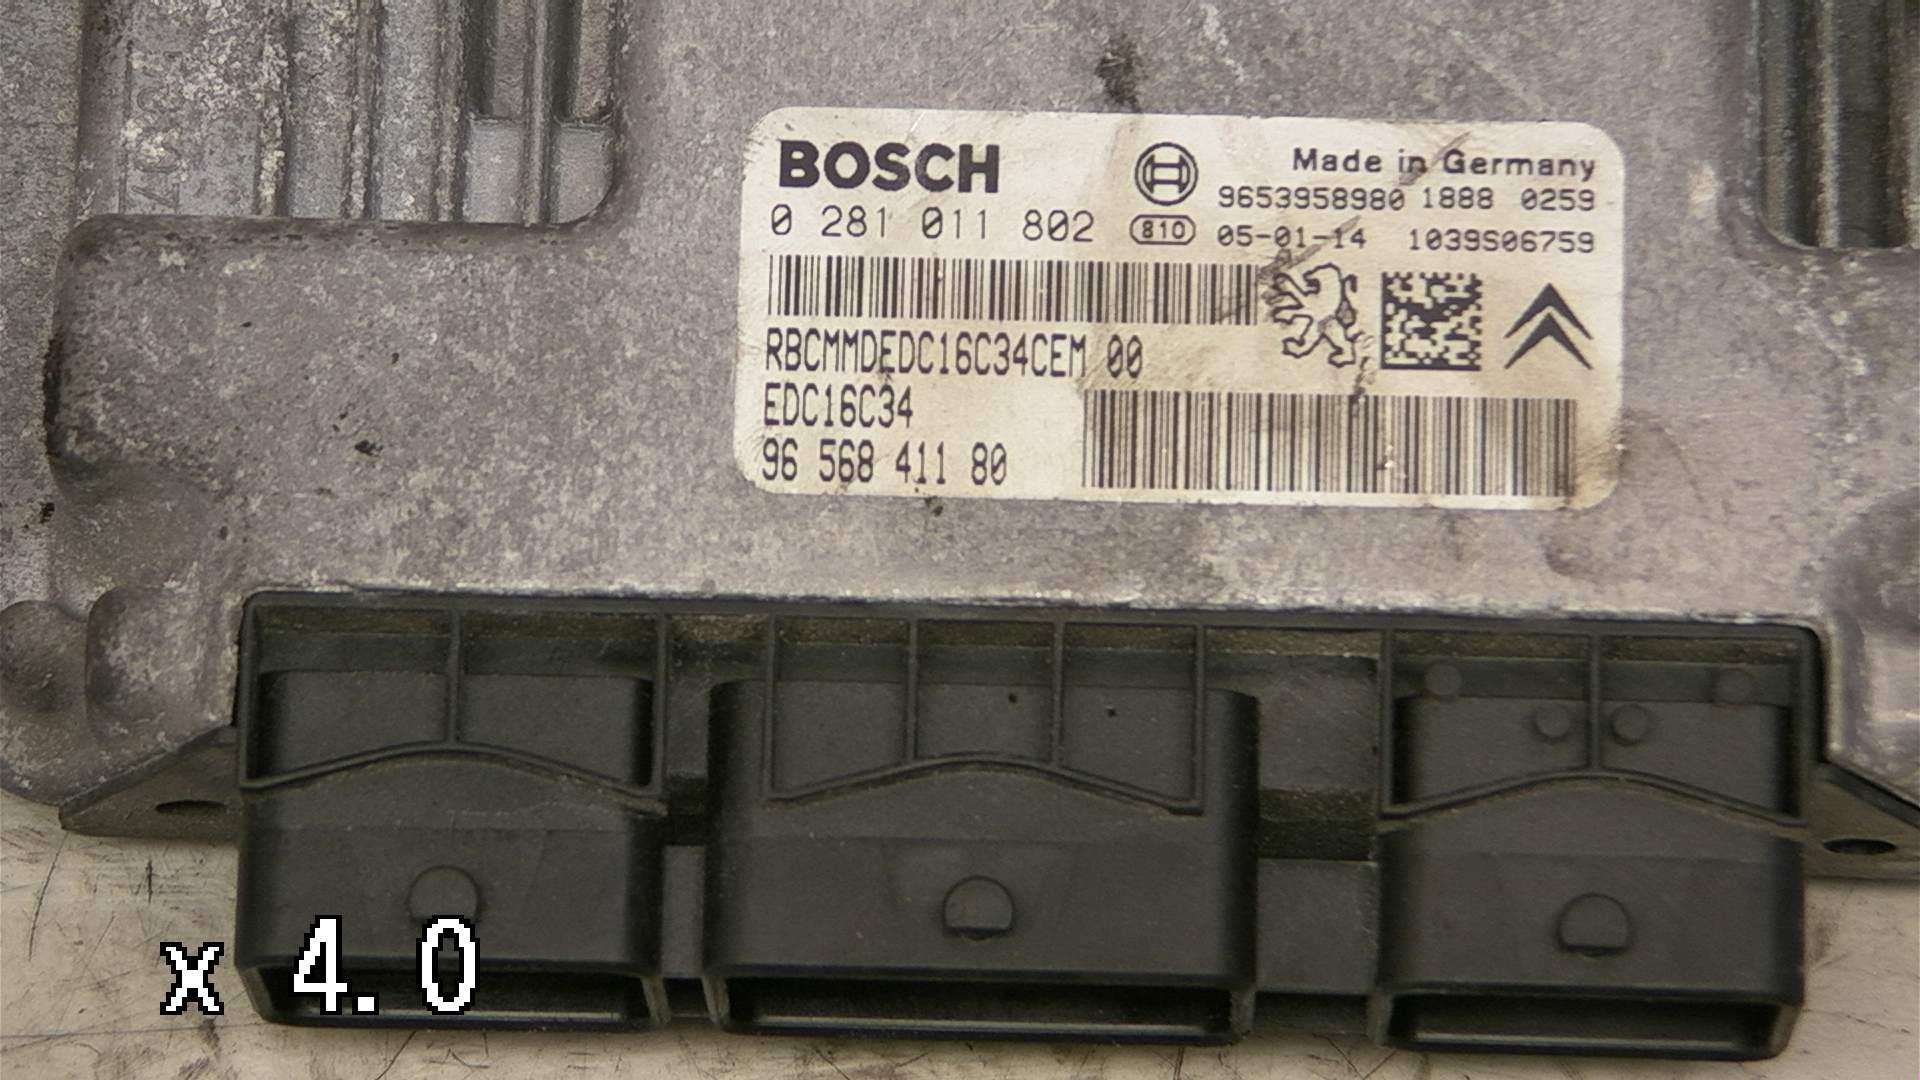 BOSCH
Made in Germany
9653958980 1888 0259
0 281 011 802
810
05-01-14 1039S06759
RBCMMDEDC16C34CEM 00
EDC16C34
96 568 411 80
x 4.0